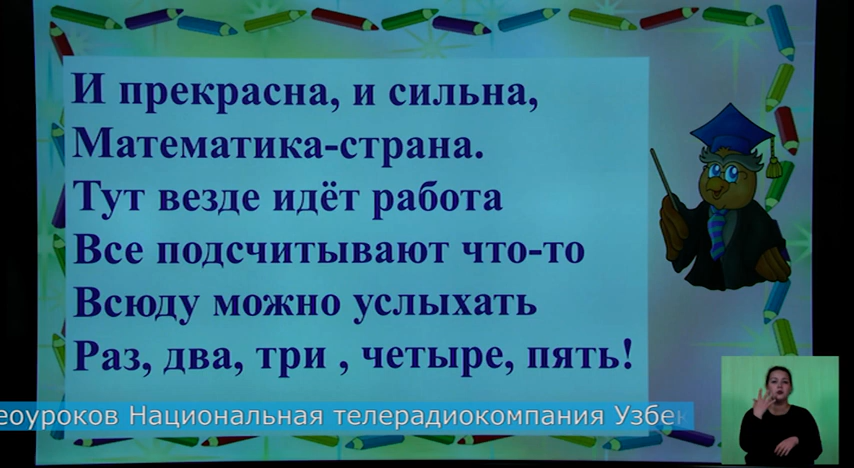 И прекрасна, и сильна,
Математика-страна.
Тут везде идёт работа
Все подсчитывают что-то
Всюду можно услыхать
Раз, два, три , четыре, пять!
еоуроков Национальная телерадиокомпания Узбек